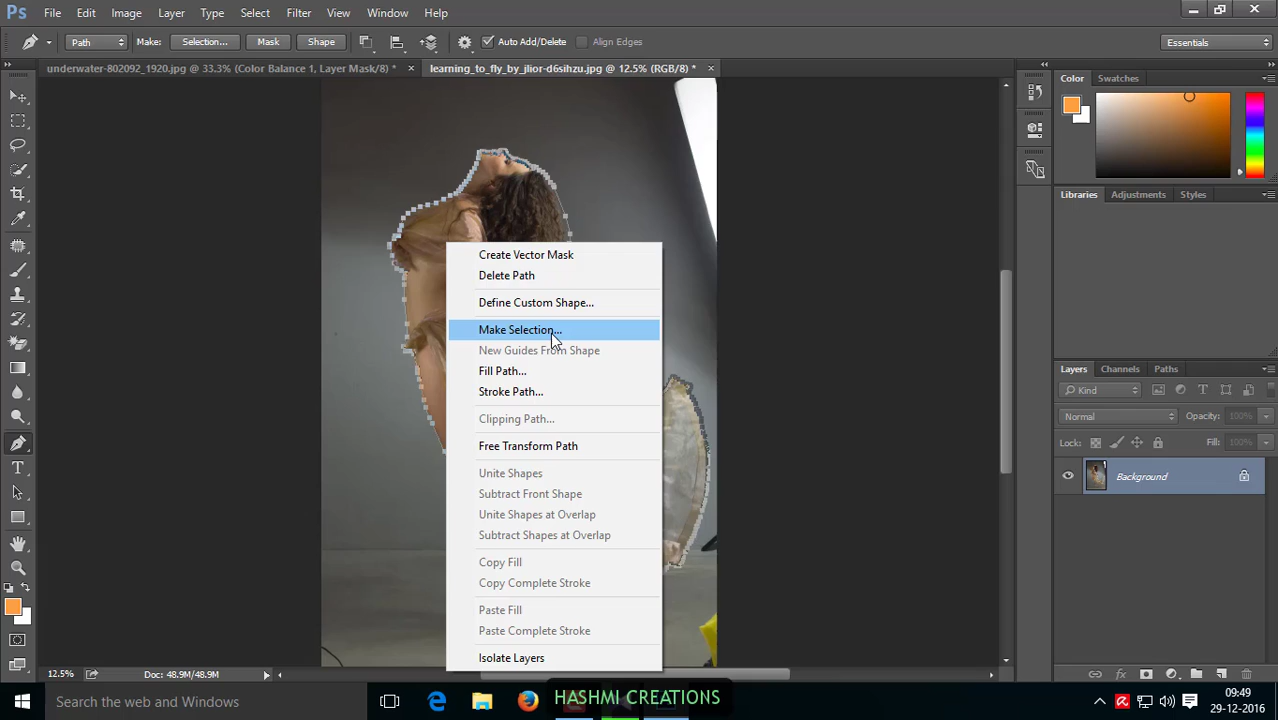 Ps File Edit Image Layer Type Select Filter 3D View Window Help
Path Make: Selection... Mask Shape Auto Add/Delete Align Edges Essentials
underwater-802092_1920.jpg @ 33.3% (Color Balance 1, Layer Mask/8) * × learning_to_fly_by_jlior-d6sihzu.jpg @ 12.5% (RGB/8) * ×
Color Swatches
Libraries Adjustments Styles
Create Vector Mask
Delete Path
Define Custom Shape...
Make Selection...
New Guides From Shape
Fill Path...
Stroke Path...
Clipping Path...
Free Transform Path
Unite Shapes
Subtract Front Shape
Unite Shapes at Overlap
Subtract Shapes at Overlap
Copy Fill
Copy Complete Stroke
Paste Fill
Paste Complete Stroke
Isolate Layers
Layers Channels Paths
Kind
Normal Opacity: 100%
Lock: Fill: 100%
Background
12.5% Doc: 48.9M/48.9M
Search the web and Windows
HASHMI CREATIONS
09:49
29-12-2016